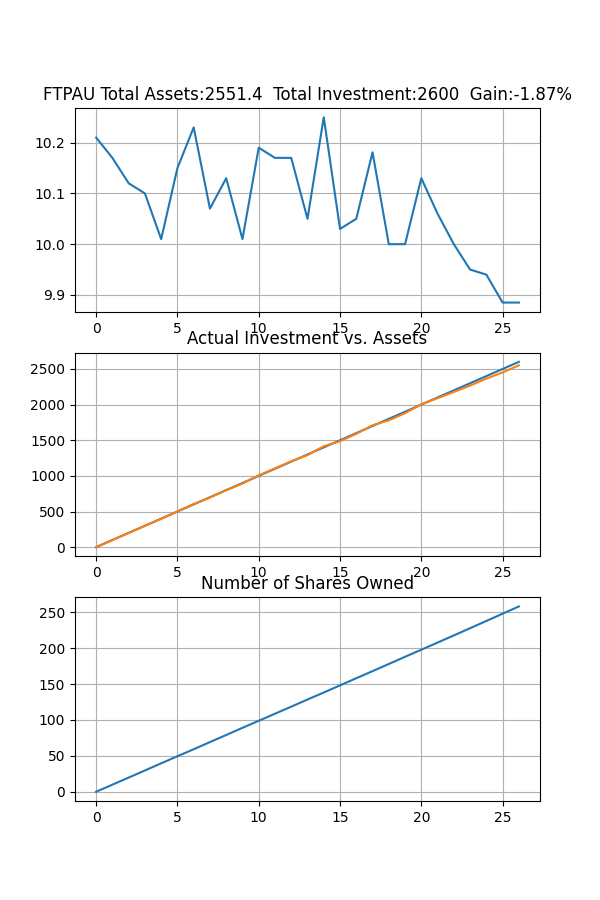 FTPAU Total Assets:2551.4  Total Investment:2600  Gain:-1.87%
10.2
10.1
10.0
9.9
0 5 10 15 20 25
Actual Investment vs. Assets
2500
2000
1500
1000
500
0
0 5 10 15 20 25
Number of Shares Owned
250
200
150
100
50
0
0 5 10 15 20 25